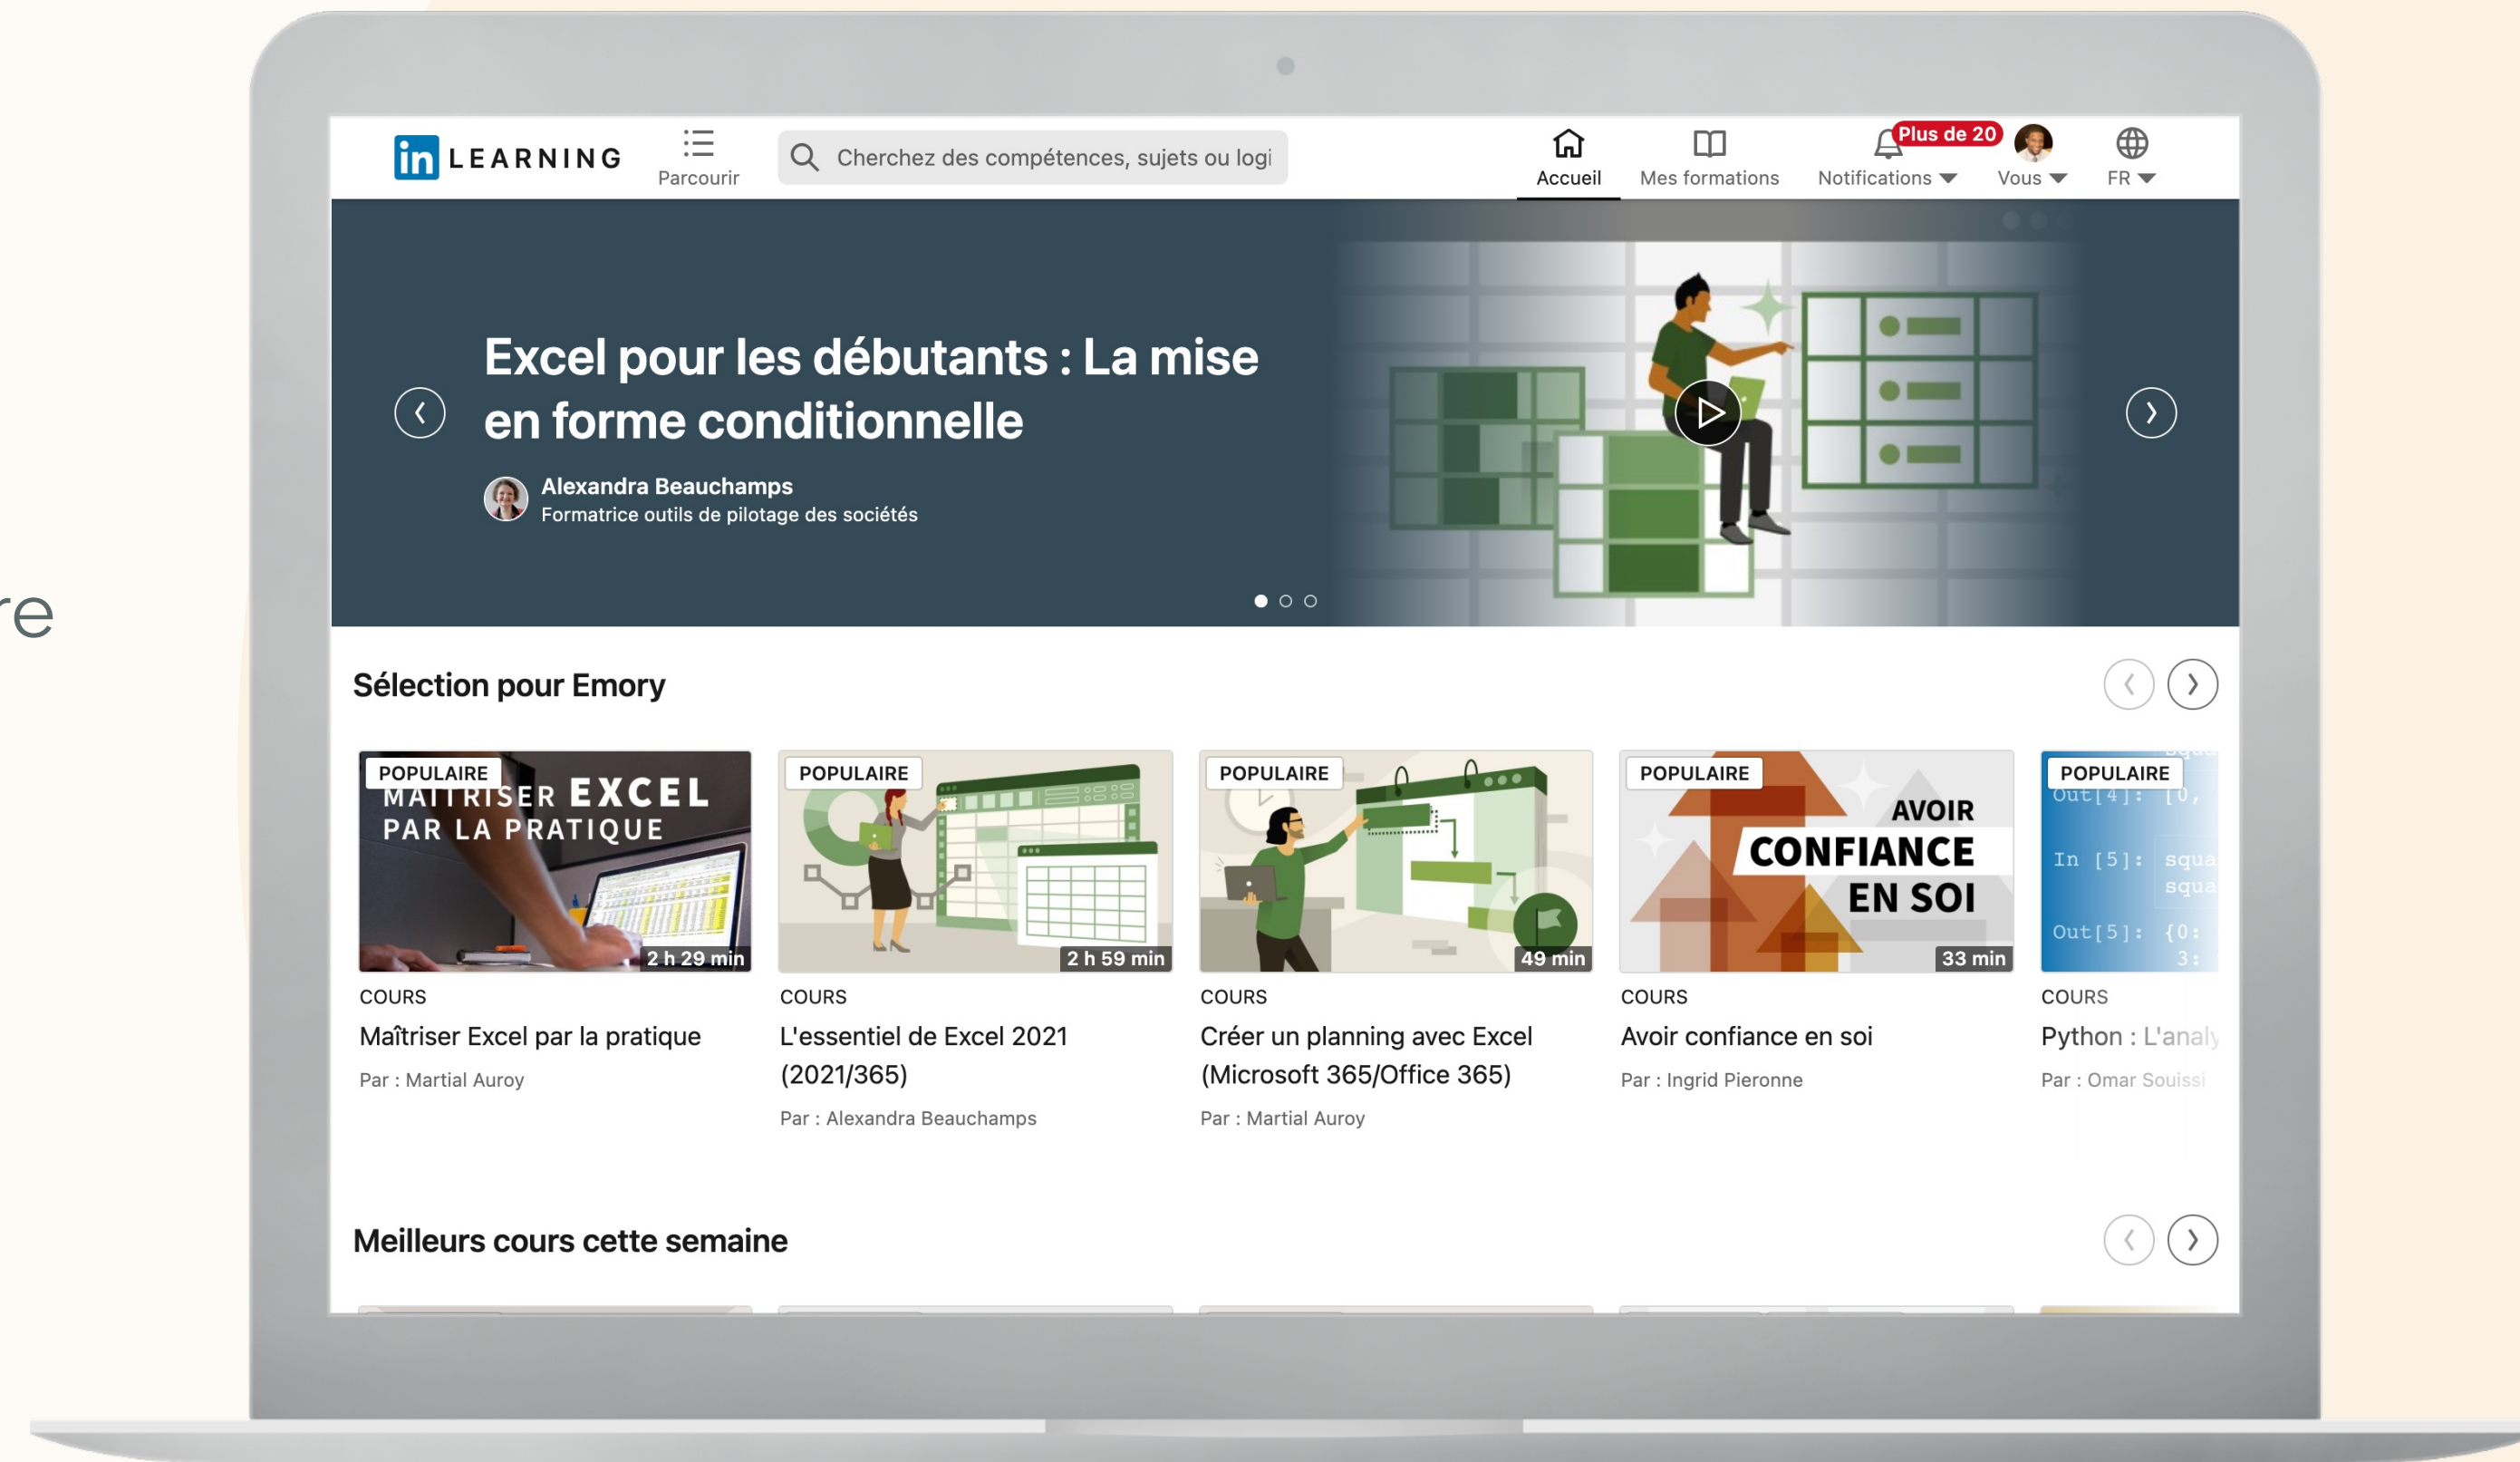 re
in LEARNING
Parcourir
Cherchez des compétences, sujets ou logi
Accueil
Mes formations
Plus de 20
Notifications
Vous
FR
Excel pour les débutants : La mise
en forme conditionnelle
Alexandra Beauchamps
Formatrice outils de pilotage des sociétés
Sélection pour Emory
POPULAIRE
MAÎTRISER EXCEL
PAR LA PRATIQUE
2 h 29 min
COURS
Maîtriser Excel par la pratique
Par : Martial Auroy
POPULAIRE
2 h 59 min
COURS
L'essentiel de Excel 2021
(2021/365)
Par : Alexandra Beauchamps
POPULAIRE
49 min
COURS
Créer un planning avec Excel
(Microsoft 365/Office 365)
Par : Martial Auroy
POPULAIRE
AVOIR
CONFIANCE
EN SOI
33 min
COURS
Avoir confiance en soi
Par : Ingrid Pieronne
POPULAIRE
Out[4]: [0,
In [5]: squa
squa
Out[5]: {0:
3:
COURS
Python : L'analy
Par : Omar Souissi
Meilleurs cours cette semaine